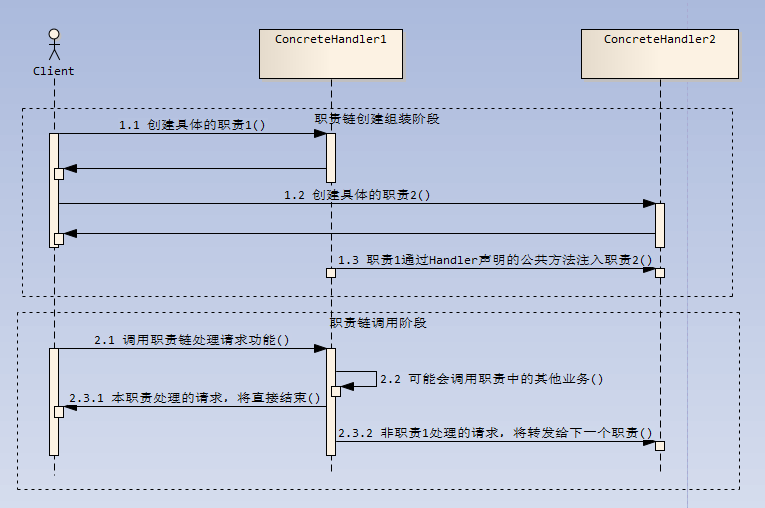 ConcreteHandler1
ConcreteHandler2
Client
职责链创建组装阶段
1.1 创建具体的职责1()
1.2 创建具体的职责2()
1.3 职责1通过Handler声明的公共方法注入职责2()
职责链调用阶段
2.1 调用职责链处理请求功能()
2.2 可能会调用职责中的其他业务()
2.3.1 本职责处理的请求，将直接结束()
2.3.2 非职责1处理的请求，将转发给下一个职责()